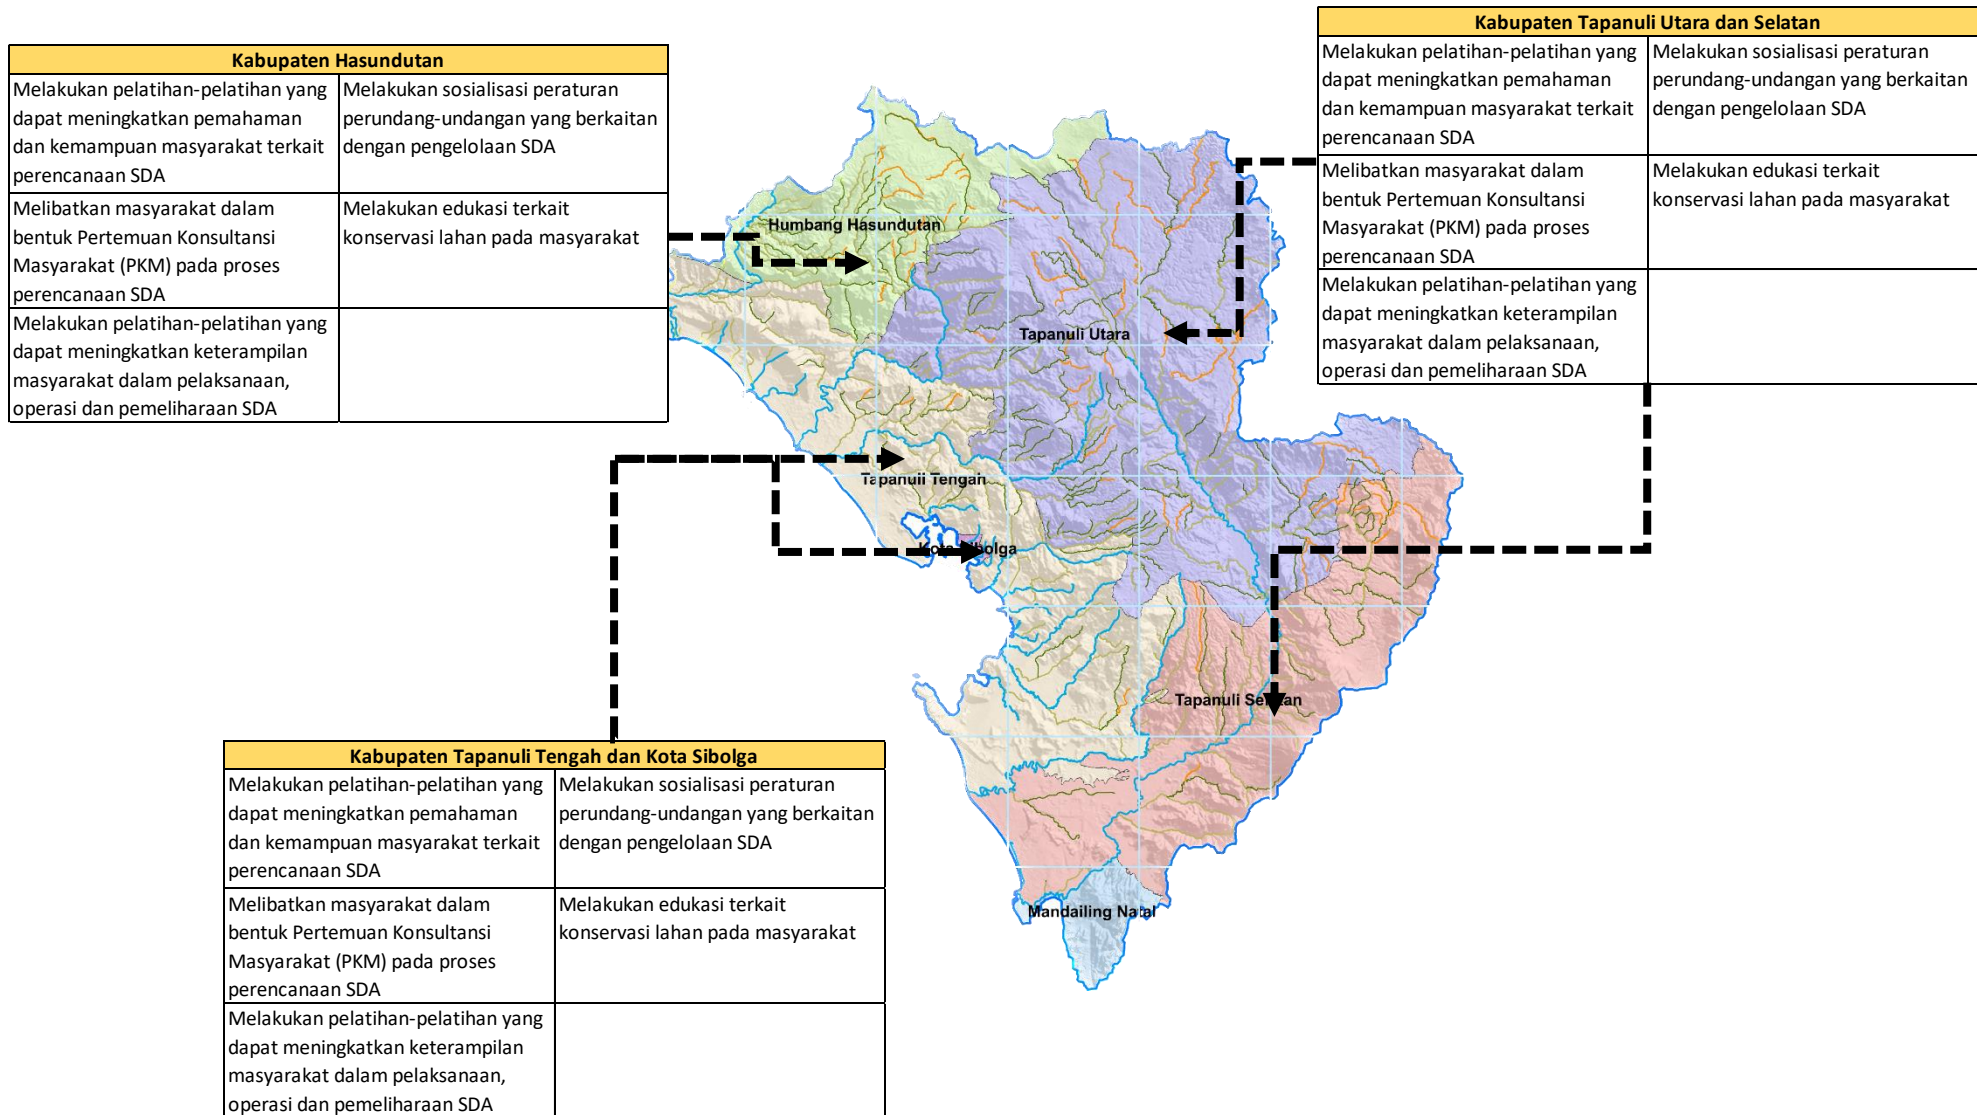 Kabupaten Hasundutan
Melakukan pelatihan-pelatihan yang
dapat meningkatkan pemahaman
dan kemampuan masyarakat terkait
perencanaan SDA
Melakukan sosialisasi peraturan
perundang-undangan yang berkaitan
dengan pengelolaan SDA
Melibatkan masyarakat dalam
bentuk Pertemuan Konsultansi
Masyarakat (PKM) pada proses
perencanaan SDA
Melakukan edukasi terkait
konservasi lahan pada masyarakat
Melakukan pelatihan-pelatihan yang
dapat meningkatkan keterampilan
masyarakat dalam pelaksanaan,
operasi dan pemeliharaan SDA
Kabupaten Tapanuli Utara dan Selatan
Melakukan pelatihan-pelatihan yang
dapat meningkatkan pemahaman
dan kemampuan masyarakat terkait
perencanaan SDA
Melakukan sosialisasi peraturan
perundang-undangan yang berkaitan
dengan pengelolaan SDA
Melibatkan masyarakat dalam
bentuk Pertemuan Konsultansi
Masyarakat (PKM) pada proses
perencanaan SDA
Melakukan edukasi terkait
konservasi lahan pada masyarakat
Melakukan pelatihan-pelatihan yang
dapat meningkatkan keterampilan
masyarakat dalam pelaksanaan,
operasi dan pemeliharaan SDA
Humbang Hasundutan
Tapanuli Utara
Tapanuli Tengah
Kota Sibolga
Tapanuli Selatan
Mandailing Natal
Kabupaten Tapanuli Tengah dan Kota Sibolga
Melakukan pelatihan-pelatihan yang
dapat meningkatkan pemahaman
dan kemampuan masyarakat terkait
perencanaan SDA
Melakukan sosialisasi peraturan
perundang-undangan yang berkaitan
dengan pengelolaan SDA
Melibatkan masyarakat dalam
bentuk Pertemuan Konsultansi
Masyarakat (PKM) pada proses
perencanaan SDA
Melakukan edukasi terkait
konservasi lahan pada masyarakat
Melakukan pelatihan-pelatihan yang
dapat meningkatkan keterampilan
masyarakat dalam pelaksanaan,
operasi dan pemeliharaan SDA